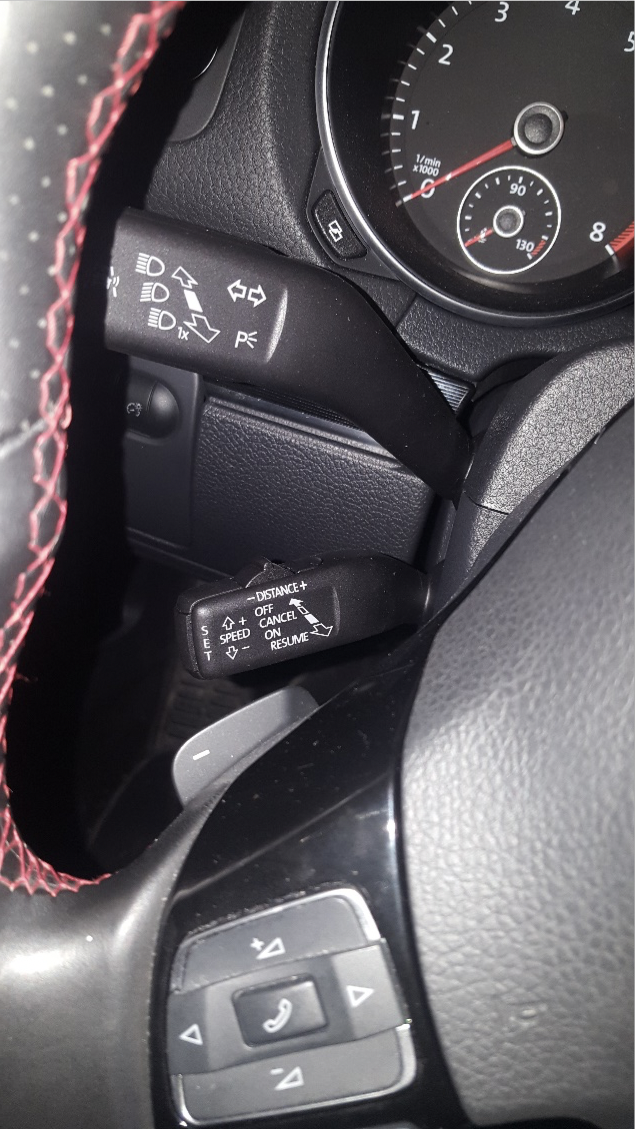 3
4
5
2
1
1/min
x1000
0
90
130
8
1x
P
− DISTANCE +
OFF
CANCEL
ON
RESUME
+
SPEED
−
SET
−
+
−